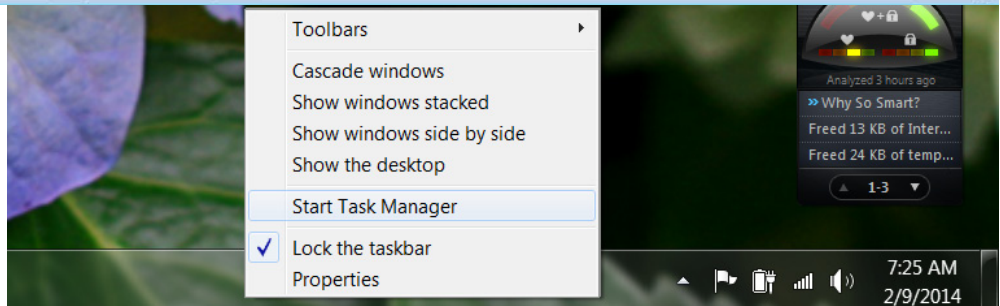 Toolbars
Cascade windows
Show windows stacked
Show windows side by side
Show the desktop
Start Task Manager
Lock the taskbar
Properties
Analyzed 3 hours ago
Why So Smart?
Freed 13 KB of Inter...
Freed 24 KB of temp...
1-3
7:25 AM
2/9/2014